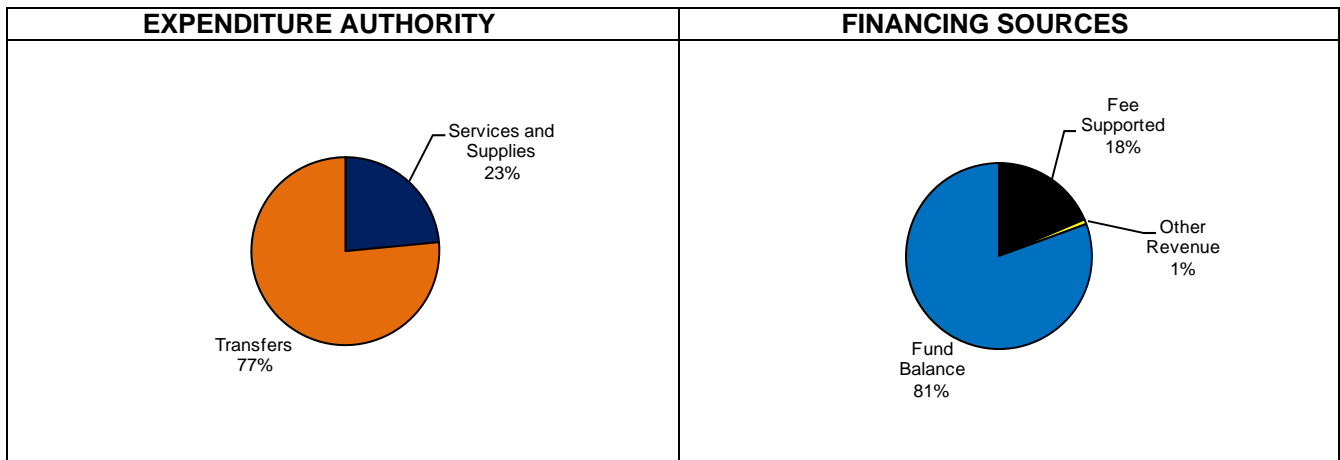 EXPENDITURE AUTHORITY
Services and
Supplies
23%
Transfers
77%
FINANCING SOURCES
Fee
Supported
18%
Other
Revenue
1%
Fund
Balance
81%